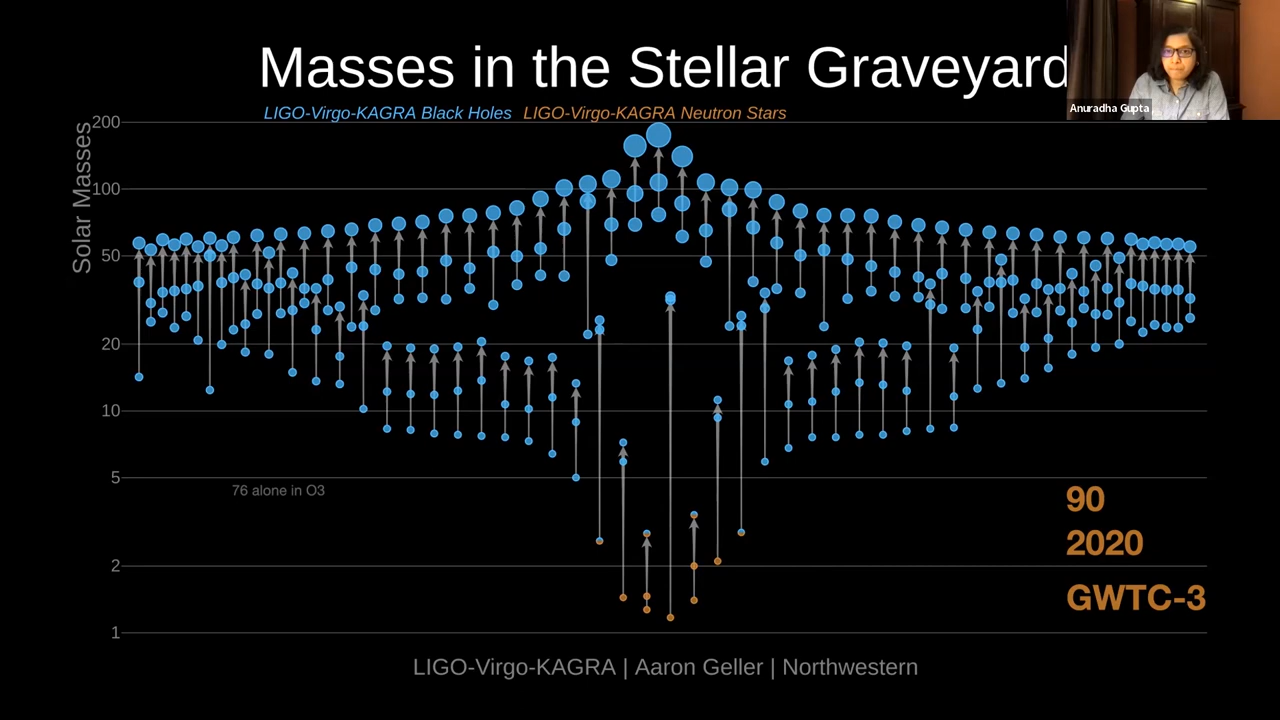 Masses in the Stellar Graveyard
LIGO-Virgo-KAGRA Black Holes LIGO-Virgo-KAGRA Neutron Stars
Anuradha Gupta
Solar Masses
200
100
50
20
10
5
2
1
76 alone in O3
90
2020
GWTC-3
LIGO-Virgo-KAGRA | Aaron Geller | Northwestern